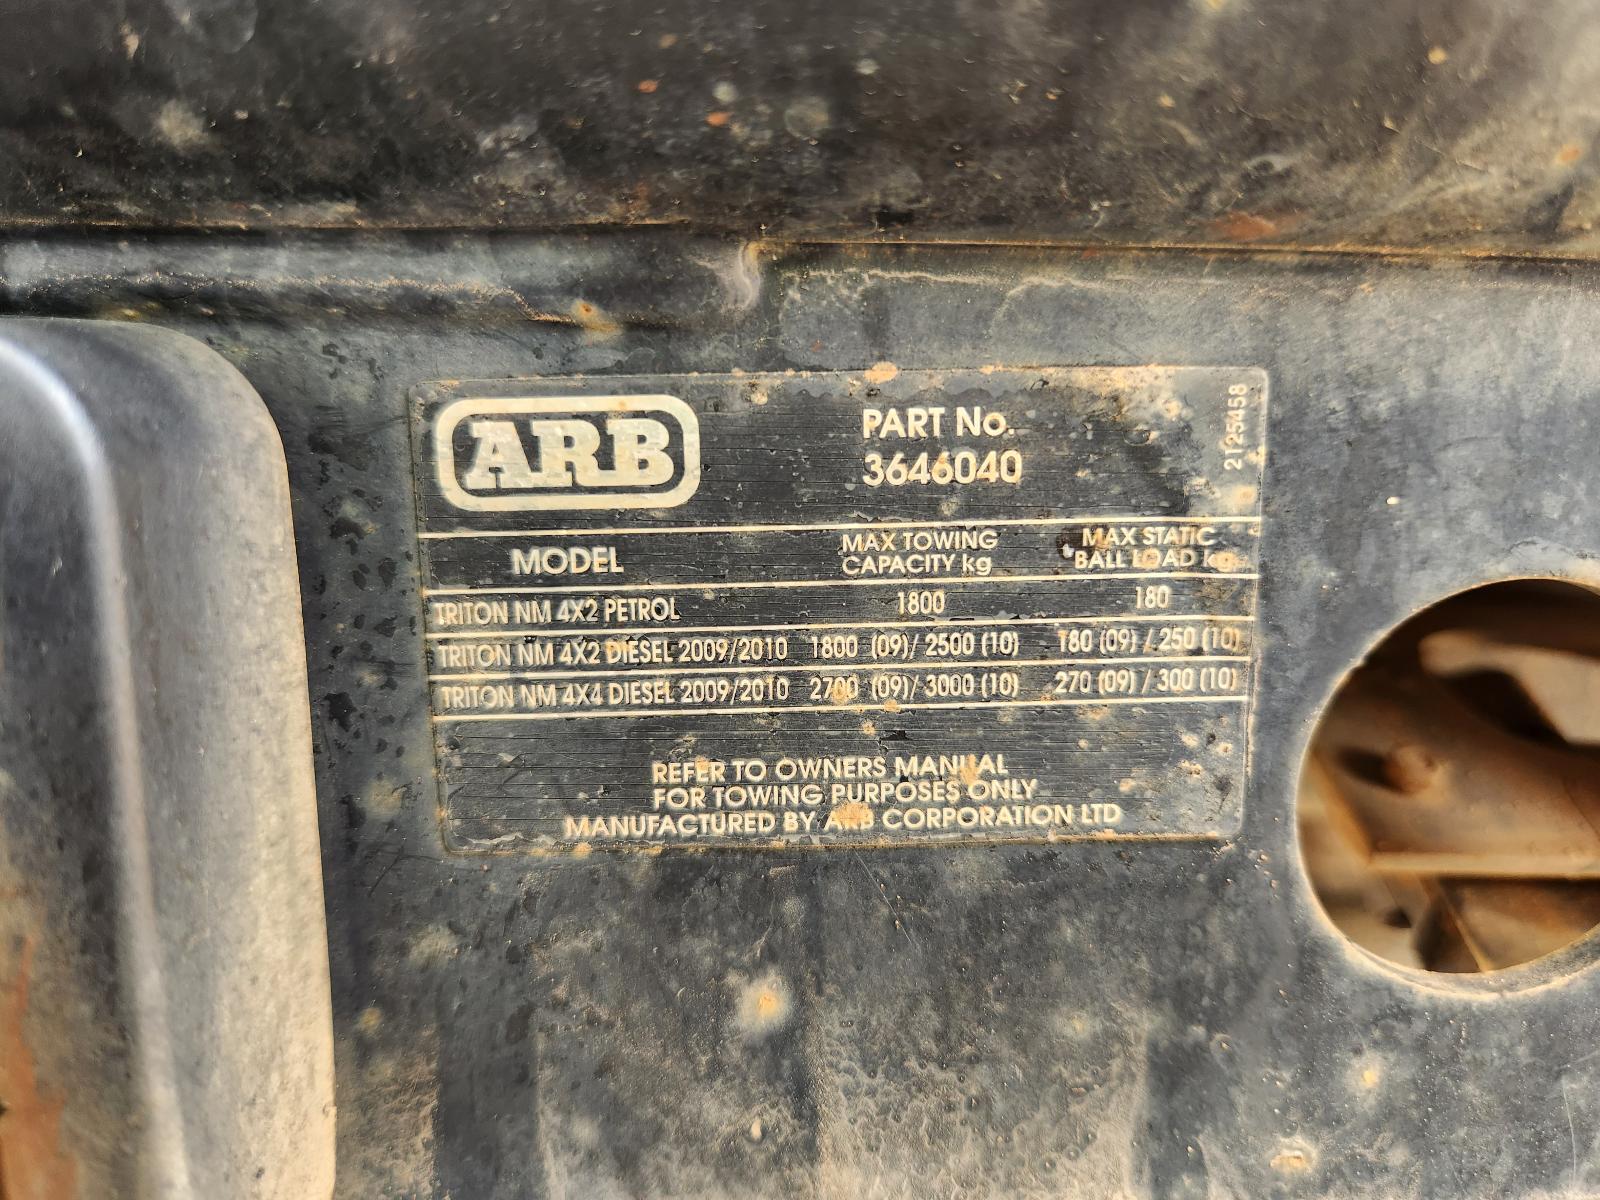 ARB
PART No.
3646040
2125458
MODEL
MAX TOWING
CAPACITY kg
MAX STATIC
BALL LOAD kg
TRITON NM 4X2 PETROL 1800 180
TRITON NM 4X2 DIESEL 2009/2010 1800 (09)/ 2500 (10) 180 (09) / 250 (10)
TRITON NM 4X4 DIESEL 2009/2010 2700 (09)/ 3000 (10) 270 (09) / 300 (10)
REFER TO OWNERS MANUAL
FOR TOWING PURPOSES ONLY
MANUFACTURED BY ARB CORPORATION LTD